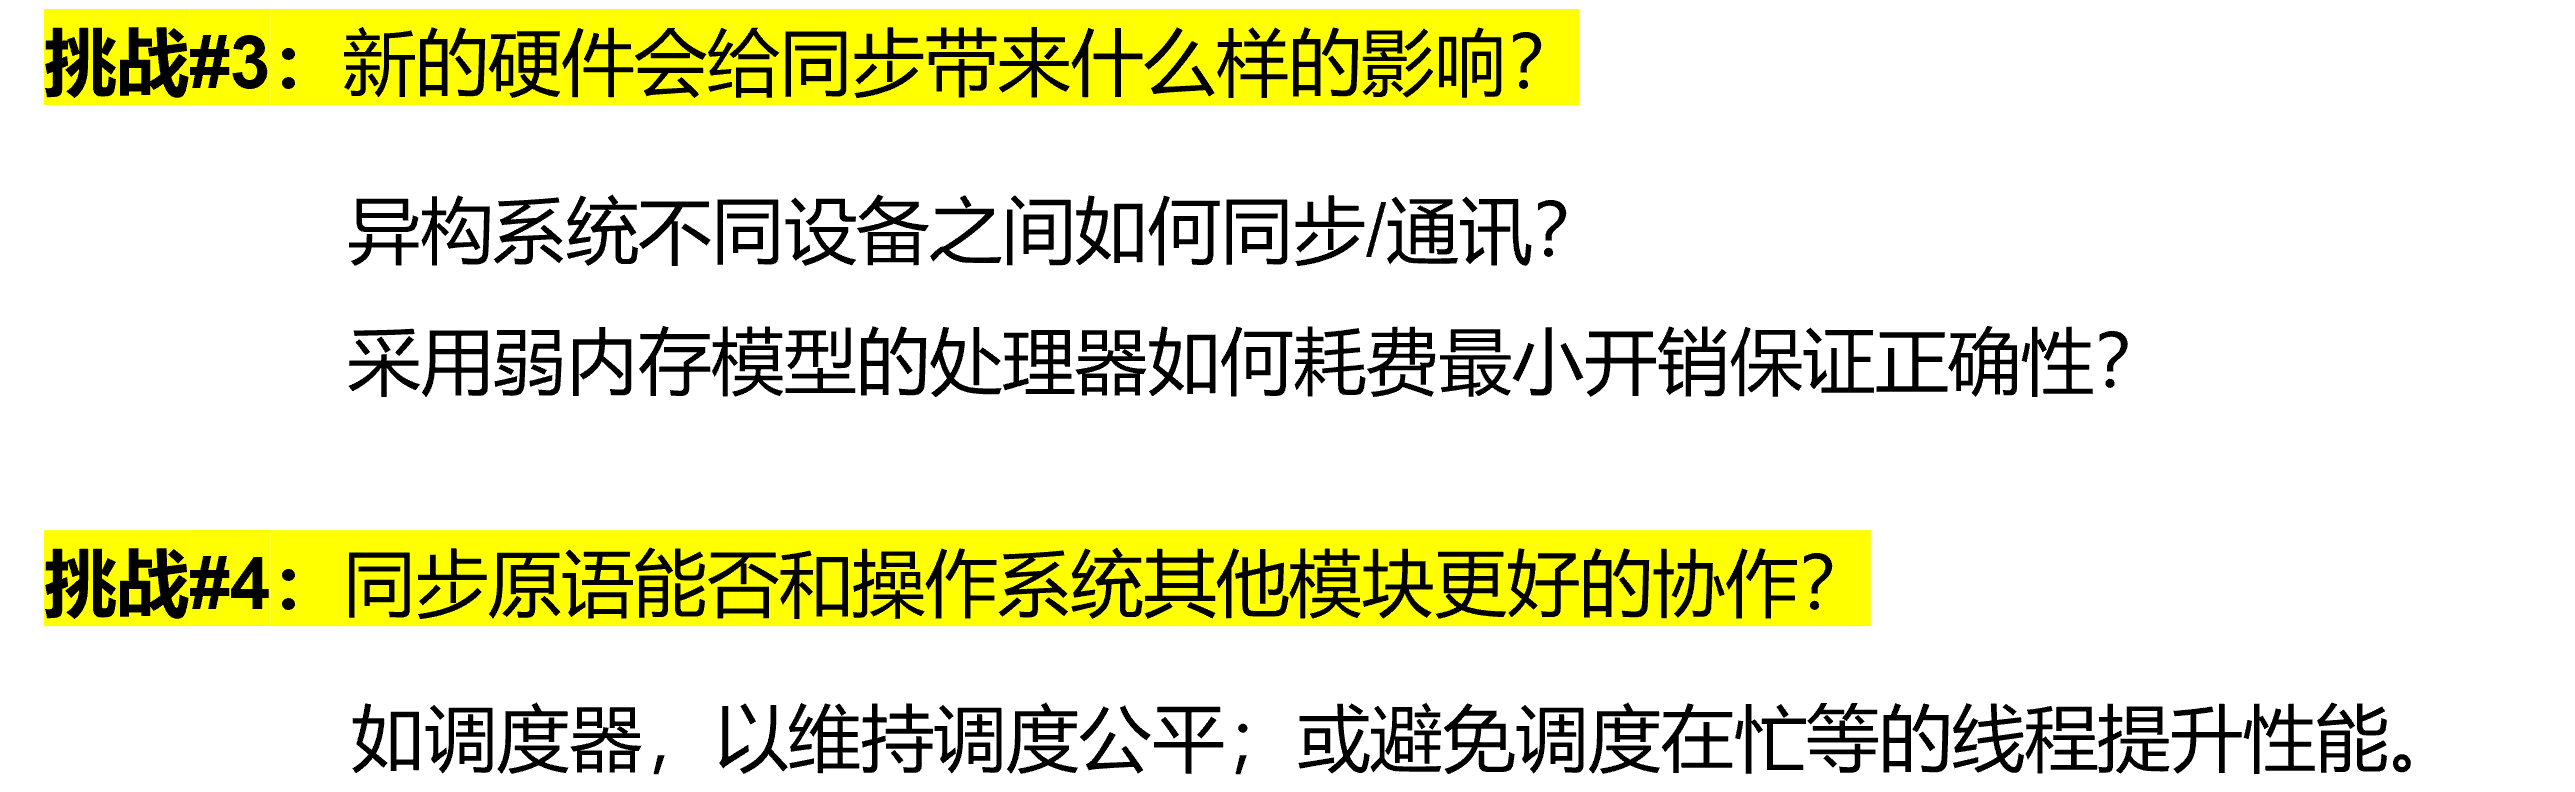 挑战#3：新的硬件会给同步带来什么样的影响？
异构系统不同设备之间如何同步/通讯？
采用弱内存模型的处理器如何耗费最小开销保证正确性？
挑战#4：同步原语能否和操作系统其他模块更好的协作？
如调度器，以维持调度公平；或避免调度在忙等的线程提升性能。